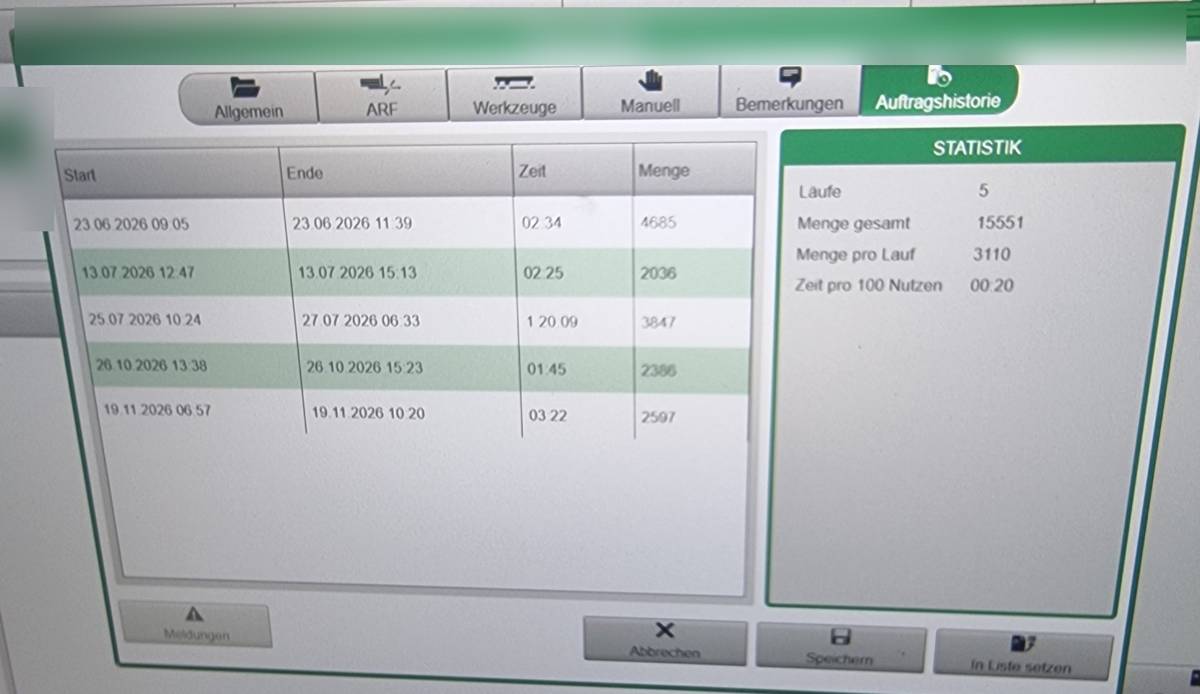 Allgemein ARF Werkzeuge Manuell Bemerkungen Auftragshistorie
Start Ende Zeit Menge
23.06.2026 09:05 23.06.2026 11:39 02:34 4685
13.07.2026 12:47 13.07.2026 15:13 02:25 2036
25.07.2026 10:24 27.07.2026 06:33 1.20:09 3847
26.10.2026 13:38 26.10.2026 15:23 01:45 2386
19.11.2026 06:57 19.11.2026 10:20 03:22 2597
STATISTIK
Läufe 5
Menge gesamt 15551
Menge pro Lauf 3110
Zeit pro 100 Nutzen 00:20
Meldungen Abbrechen Speichern In Liste setzen